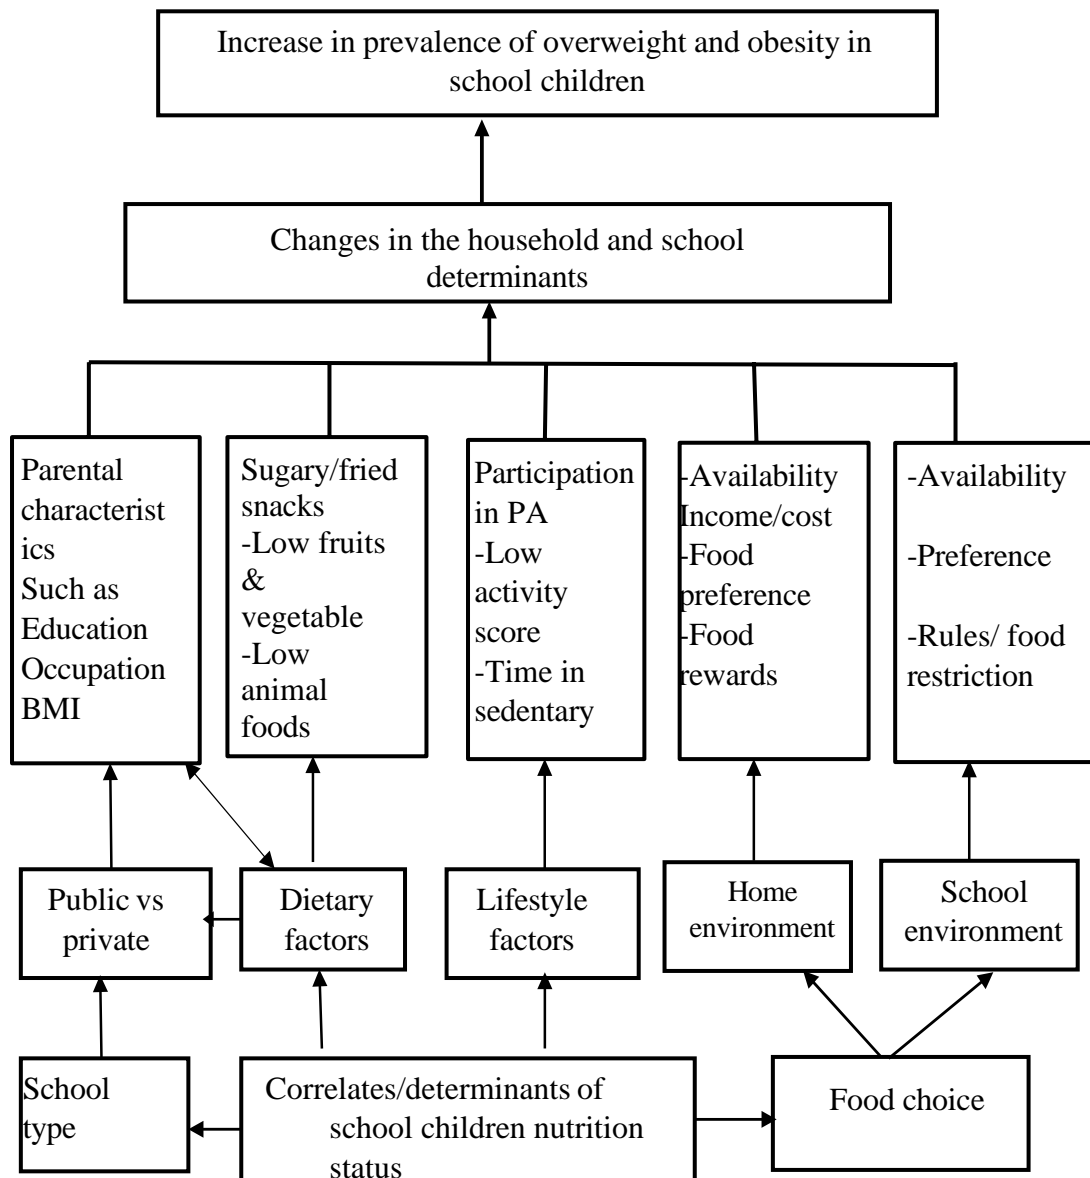 Increase in prevalence of overweight and obesity in
school children
Changes in the household and school
determinants
Parental
characterist
ics
Such as
Education
Occupation
BMI
Sugary/fried
snacks
-Low fruits
&
vegetable
-Low
animal
foods
Participation
in PA
-Low
activity
score
-Time in
sedentary
-Availability
Income/cost
-Food
preference
-Food
rewards
-Availability
-Preference
-Rules/ food
restriction
Public vs
private
Dietary
factors
Lifestyle
factors
Home
environment
School
environment
School
type
Correlates/determinants of
school children nutrition
status
Food choice